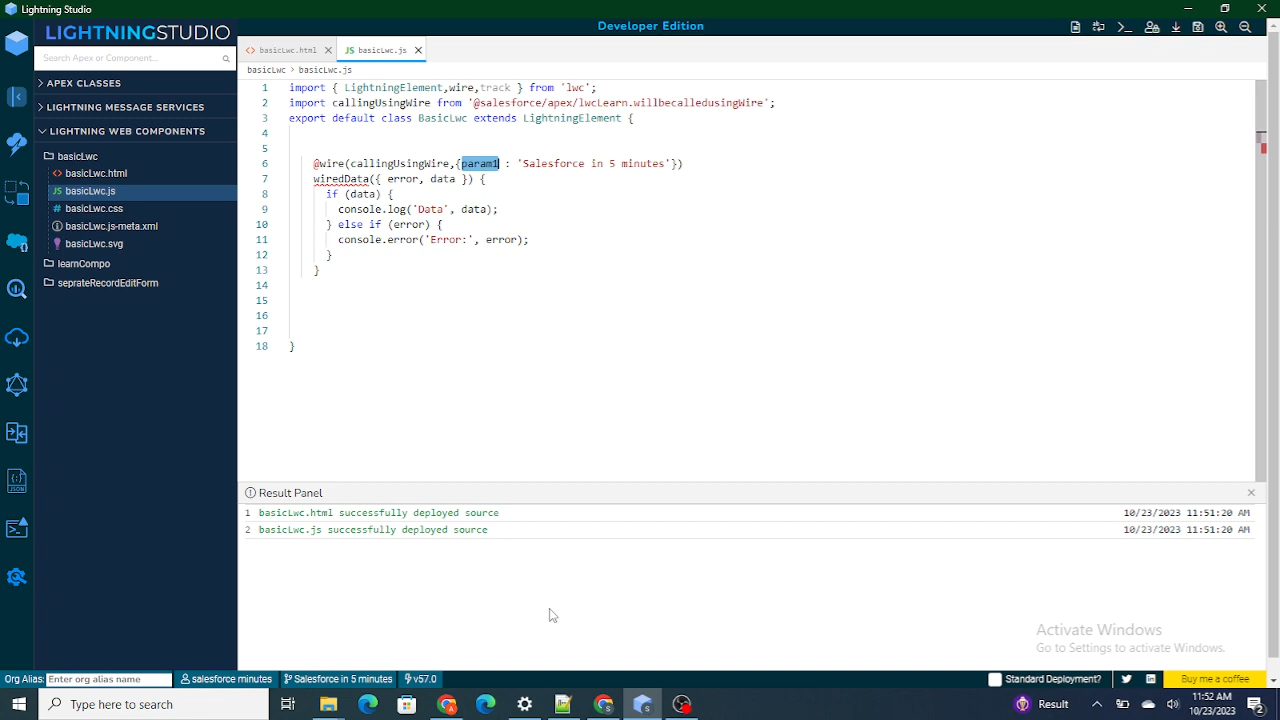 Lightning Studio
Developer Edition
LIGHTNINGSTUDIO
Search Apex or Component...
APEX CLASSES
LIGHTNING MESSAGE SERVICES
LIGHTNING WEB COMPONENTS
basicLwc
basicLwc.html
basicLwc.js
basicLwc.css
basicLwc.js-meta.xml
basicLwc.svg
learnCompo
seprateRecordEditForm
basicLwc.html
JS basicLwc.js
basicLwc > basicLwc.js
1 import { LightningElement,wire,track } from 'lwc';
2 import callingUsingWire from '@salesforce/apex/lwcLearn.willbecalledusingWire';
3 export default class BasicLwc extends LightningElement {
4
5
6 @wire(callingUsingWire,{param1 : 'Salesforce in 5 minutes'})
7 wiredData({ error, data }) {
8 if (data) {
9 console.log('Data', data);
10 } else if (error) {
11 console.error('Error:', error);
12 }
13 }
14
15
16
17
18 }
Result Panel
1 basicLwc.html successfully deployed source 10/23/2023 11:51:20 AM
2 basicLwc.js successfully deployed source 10/23/2023 11:51:20 AM
Activate Windows
Go to Settings to activate Windows.
Org Alias: Enter org alias name salesforce minutes Salesforce in 5 minutes v57.0 Standard Deployment? Buy me a coffee
Type here to search
Result
11:52 AM
10/23/2023
2